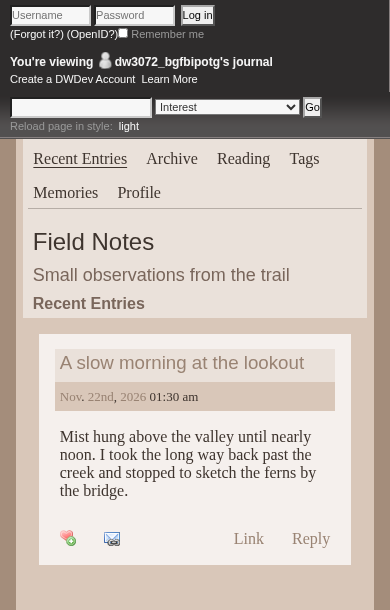 Username Password Log in
(Forgot it?) (OpenID?) Remember me
You're viewing dw3072_bgfbipotg's journal
Create a DWDev Account Learn More
Interest Go
Reload page in style: light
Recent Entries Archive Reading Tags
Memories Profile
Field Notes
Small observations from the trail
Recent Entries
A slow morning at the lookout
Nov. 22nd, 2026 01:30 am
Mist hung above the valley until nearly
noon. I took the long way back past the
creek and stopped to sketch the ferns by
the bridge.
Link Reply